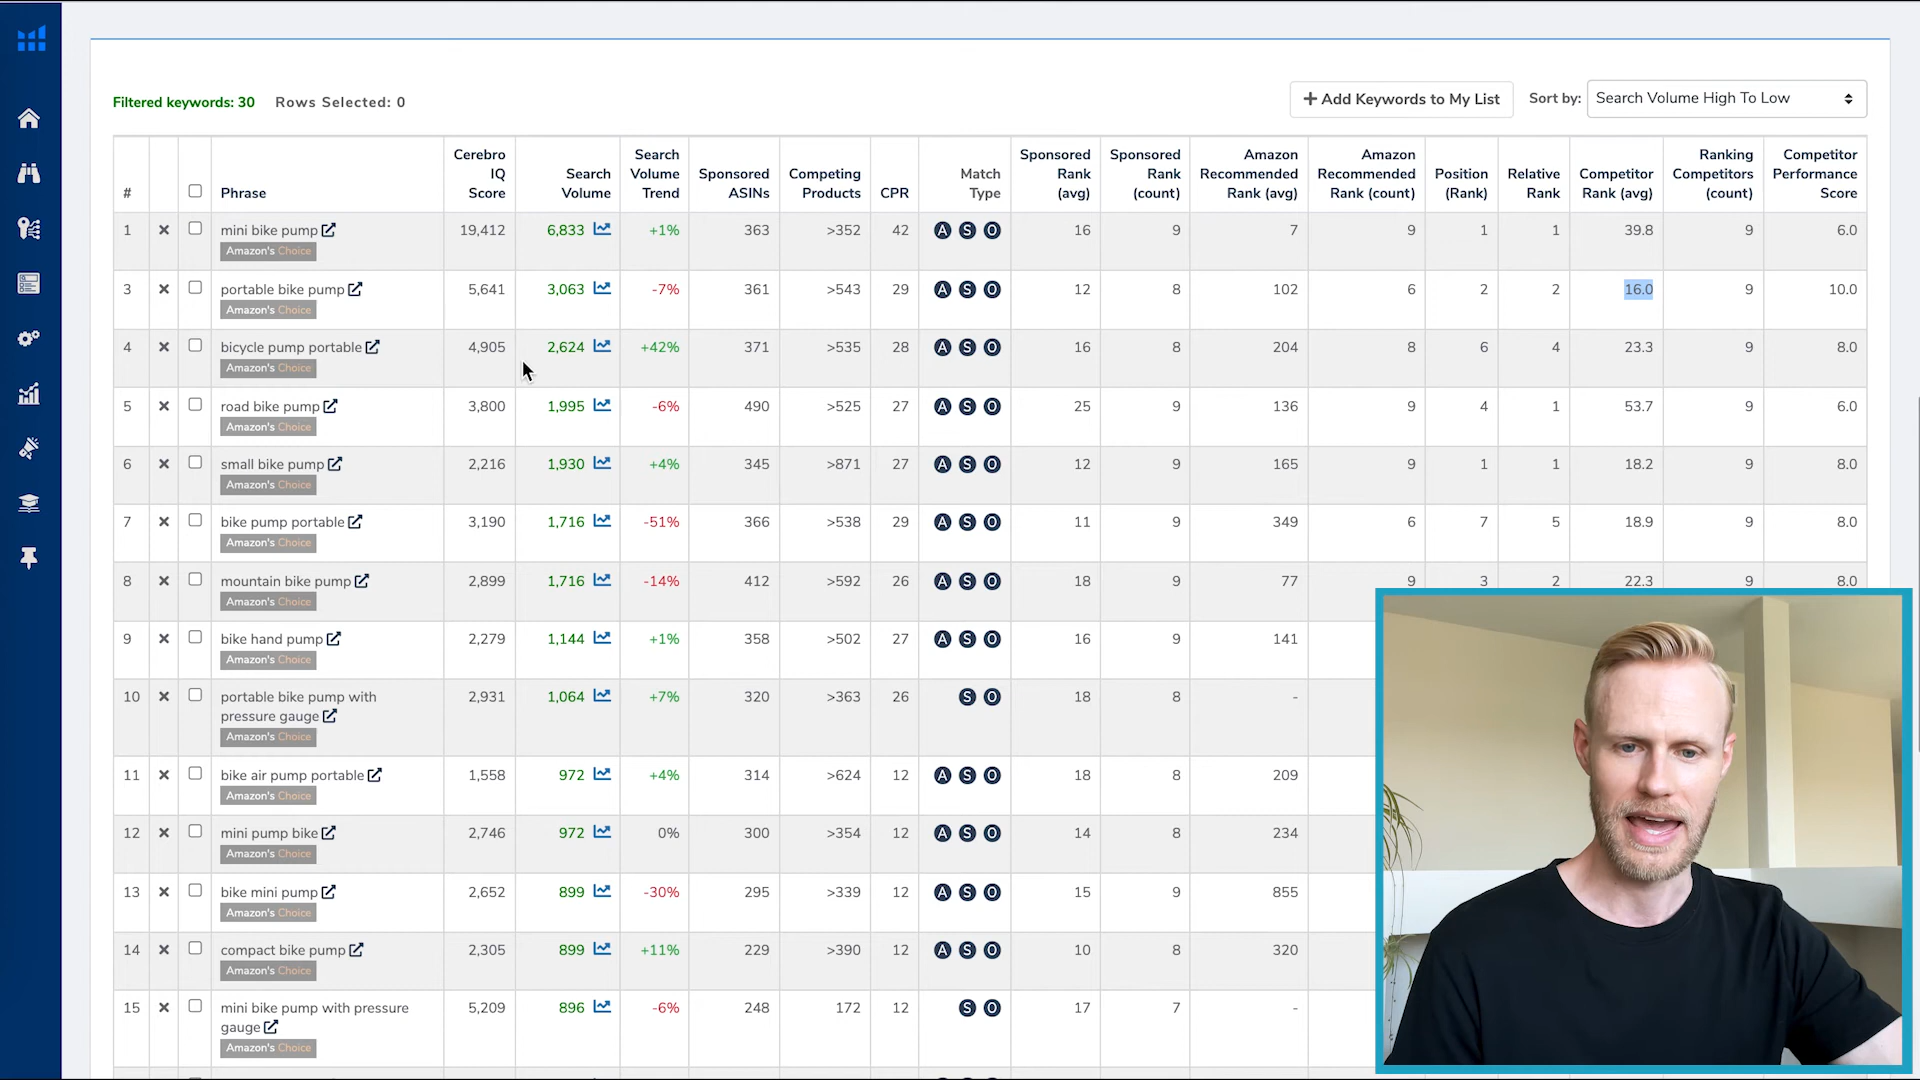 Filtered keywords: 30 Rows Selected: 0
Add Keywords to My List
Sort by: Search Volume High To Low
# Phrase Cerebro IQ Score Search Volume Search Volume Trend Sponsored ASINs Competing Products CPR Match Type Sponsored Rank (avg) Sponsored Rank (count) Amazon Recommended Rank (avg) Amazon Recommended Rank (count) Position (Rank) Relative Rank Competitor Rank (avg) Ranking Competitors (count) Competitor Performance Score
1 mini bike pump 19,412 6,833 +1% 363 >352 42 A S O 16 9 7 9 1 1 39.8 9 6.0
Amazon's Choice
3 portable bike pump 5,641 3,063 -7% 361 >543 29 A S O 12 8 102 6 2 2 16.0 9 10.0
Amazon's Choice
4 bicycle pump portable 4,905 2,624 +42% 371 >535 28 A S O 16 8 204 8 6 4 23.3 9 8.0
Amazon's Choice
5 road bike pump 3,800 1,995 -6% 490 >525 27 A S O 25 9 136 9 4 1 53.7 9 6.0
Amazon's Choice
6 small bike pump 2,216 1,930 +4% 345 >871 27 A S O 12 9 165 9 1 1 18.2 9 8.0
Amazon's Choice
7 bike pump portable 3,190 1,716 -51% 366 >538 29 A S O 11 9 349 6 7 5 18.9 9 8.0
Amazon's Choice
8 mountain bike pump 2,899 1,716 -14% 412 >592 26 A S O 18 9 77 9 3 2 22.3 9 8.0
Amazon's Choice
9 bike hand pump 2,279 1,144 +1% 358 >502 27 A S O 16 9 141
Amazon's Choice
10 portable bike pump with 2,931 1,064 +7% 320 >363 26 S O 18 8 -
pressure gauge
Amazon's Choice
11 bike air pump portable 1,558 972 +4% 314 >624 12 A S O 18 8 209
Amazon's Choice
12 mini pump bike 2,746 972 0% 300 >354 12 A S O 14 8 234
Amazon's Choice
13 bike mini pump 2,652 899 -30% 295 >339 12 A S O 15 9 855
Amazon's Choice
14 compact bike pump 2,305 899 +11% 229 >390 12 A S O 10 8 320
Amazon's Choice
15 mini bike pump with pressure 5,209 896 -6% 248 172 12 S O 17 7 -
gauge
Amazon's Choice